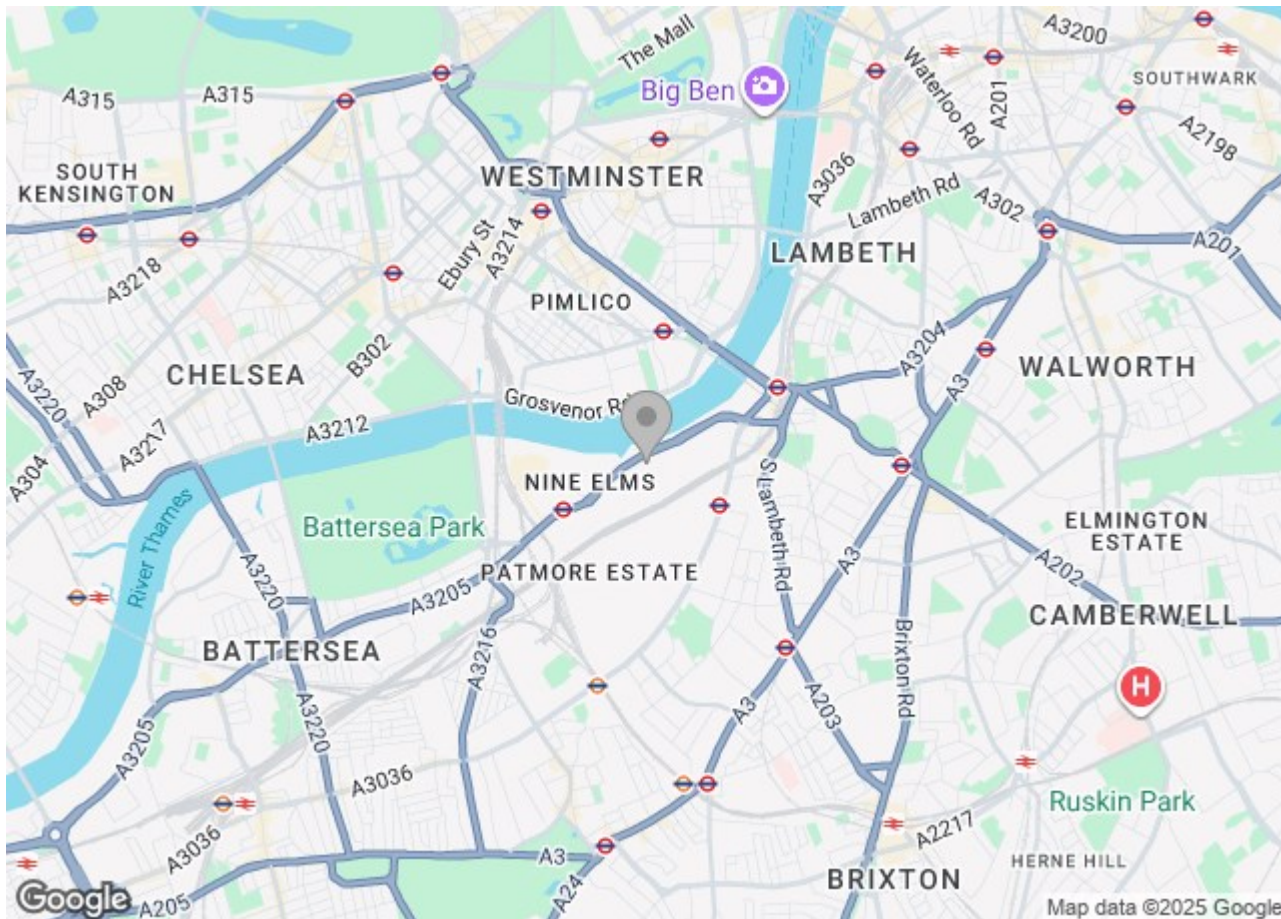 The Mall
A3200
A315
A315
Big Ben
Waterloo Rd
A201
SOUTHWARK
A2198
SOUTH
KENSINGTON
WESTMINSTER
A3036
Lambeth Rd
A302
A201
A3218
Ebury St
A3214
LAMBETH
PIMLICO
B302
A3204
CHELSEA
A3220
A308
A3
WALWORTH
Grosvenor Rd
A3212
A3217
A304
NINE ELMS
S Lambeth Rd
Battersea Park
ELMINGTON
ESTATE
River Thames
A3220
A3205
PATMORE ESTATE
A3
A202
CAMBERWELL
H
BATTERSEA
A3216
Brixton Rd
A203
A3
A3220
A3205
A3036
Ruskin Park
A3036
A2217
A3
HERNE HILL
BRIXTON
A24
A205
Google
Map data ©2025 Google